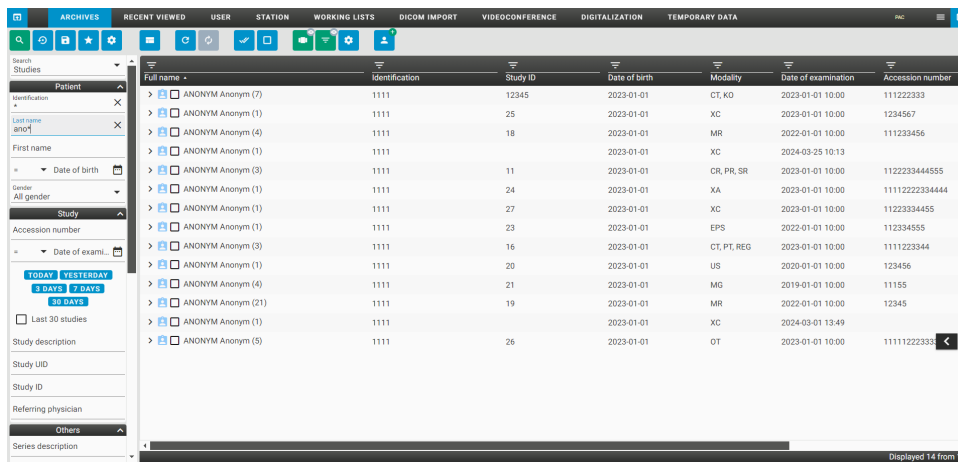 ARCHIVES RECENT VIEWED USER STATION WORKING LISTS DICOM IMPORT VIDEOCONFERENCE DIGITALIZATION TEMPORARY DATA PAC
Search
Studies
Patient
Identification
*
Last name
ano*
First name
= Date of birth
Gender
All gender
Study
Accession number
= Date of exami...
TODAY YESTERDAY
3 DAYS 7 DAYS
30 DAYS
Last 30 studies
Study description
Study UID
Study ID
Referring physician
Others
Series description
Full name Identification Study ID Date of birth Modality Date of examination Accession number
ANONYM Anonym (7) 1111 12345 2023-01-01 CT, KO 2023-01-01 10:00 111222333
ANONYM Anonym (1) 1111 25 2023-01-01 XC 2023-01-01 10:00 1234567
ANONYM Anonym (4) 1111 18 2023-01-01 MR 2022-01-01 10:00 111233456
ANONYM Anonym (1) 1111 2023-01-01 XC 2024-03-25 10:13
ANONYM Anonym (3) 1111 11 2023-01-01 CR, PR, SR 2023-01-01 10:00 1122233444555
ANONYM Anonym (1) 1111 24 2023-01-01 XA 2023-01-01 10:00 11112222334444
ANONYM Anonym (1) 1111 27 2023-01-01 XC 2023-01-01 10:00 11223334455
ANONYM Anonym (1) 1111 23 2023-01-01 EPS 2022-01-01 10:00 112334555
ANONYM Anonym (3) 1111 16 2023-01-01 CT, PT, REG 2023-01-01 10:00 1111223344
ANONYM Anonym (1) 1111 20 2023-01-01 US 2020-01-01 10:00 123456
ANONYM Anonym (4) 1111 21 2023-01-01 MG 2019-01-01 10:00 11155
ANONYM Anonym (21) 1111 19 2023-01-01 MR 2022-01-01 10:00 12345
ANONYM Anonym (1) 1111 2023-01-01 XC 2024-03-01 13:49
ANONYM Anonym (5) 1111 26 2023-01-01 OT 2023-01-01 10:00
Displayed 14 from